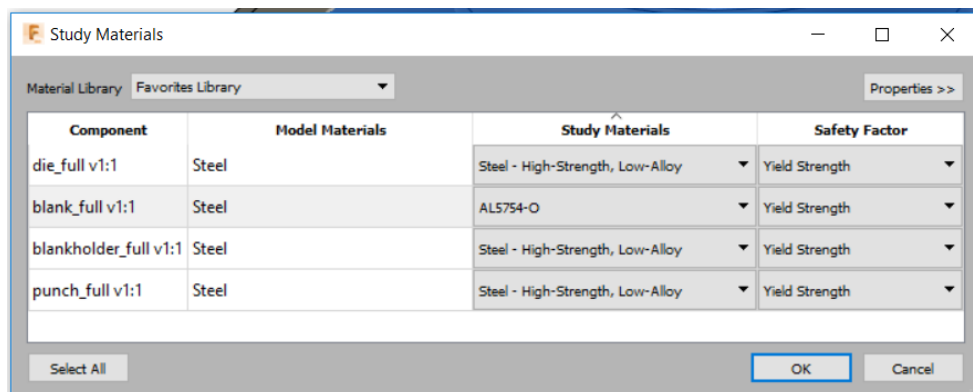 Study Materials
Material Library Favorites Library Properties >>
Component Model Materials Study Materials Safety Factor
die_full v1:1 Steel Steel - High-Strength, Low-Alloy Yield Strength
blank_full v1:1 Steel AL5754-O Yield Strength
blankholder_full v1:1 Steel Steel - High-Strength, Low-Alloy Yield Strength
punch_full v1:1 Steel Steel - High-Strength, Low-Alloy Yield Strength
Select All OK Cancel